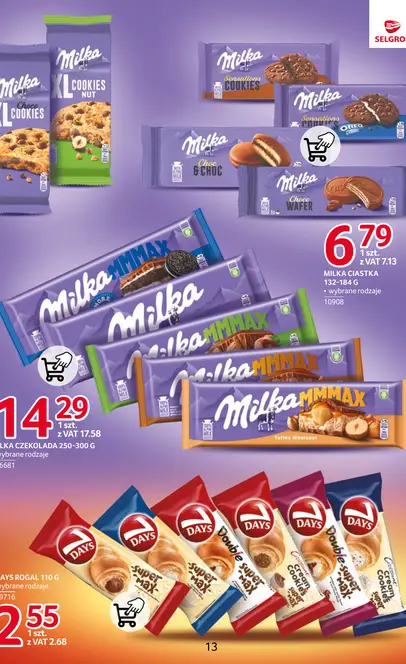 SELGRO
Milka
XL COOKIES
NUT
Milka
Choco
XL COOKIES
Milka
Sensations
COOKIES
Milka
Sensations
OREO
Milka
Choc
& CHOC
Milka
Choco
WAFER
6 79
1 szt.
z VAT 7.13
MILKA CIASTKA
132-184 G
• wybrane rodzaje
10908
Milka MMMAX
Milka
Milka MMMAX
Milka MMMAX
Milka MMMAX
Toffee Wholenut
14 29
1 szt.
z VAT 17.58
LKA CZEKOLADA 250-300 G
wybrane rodzaje
6681
7 DAYS
super
MAX
7 DAYS
super
MAX
7 DAYS
Double
super
MAX
7 DAYS
cream
cookies
7 DAYS
Double
super
MAX
7 DAYS
cream
cookies
DAYS ROGAL 110 G
wybrane rodzaje
9716
2 55
1 szt.
z VAT 2.68
13